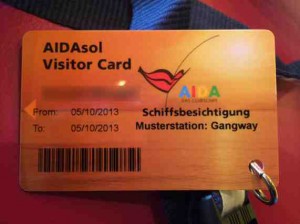 AIDAsol
Visitor Card
From: 05/10/2013
To: 05/10/2013
AIDA
Schiffsbesichtigung
Musterstation: Gangway